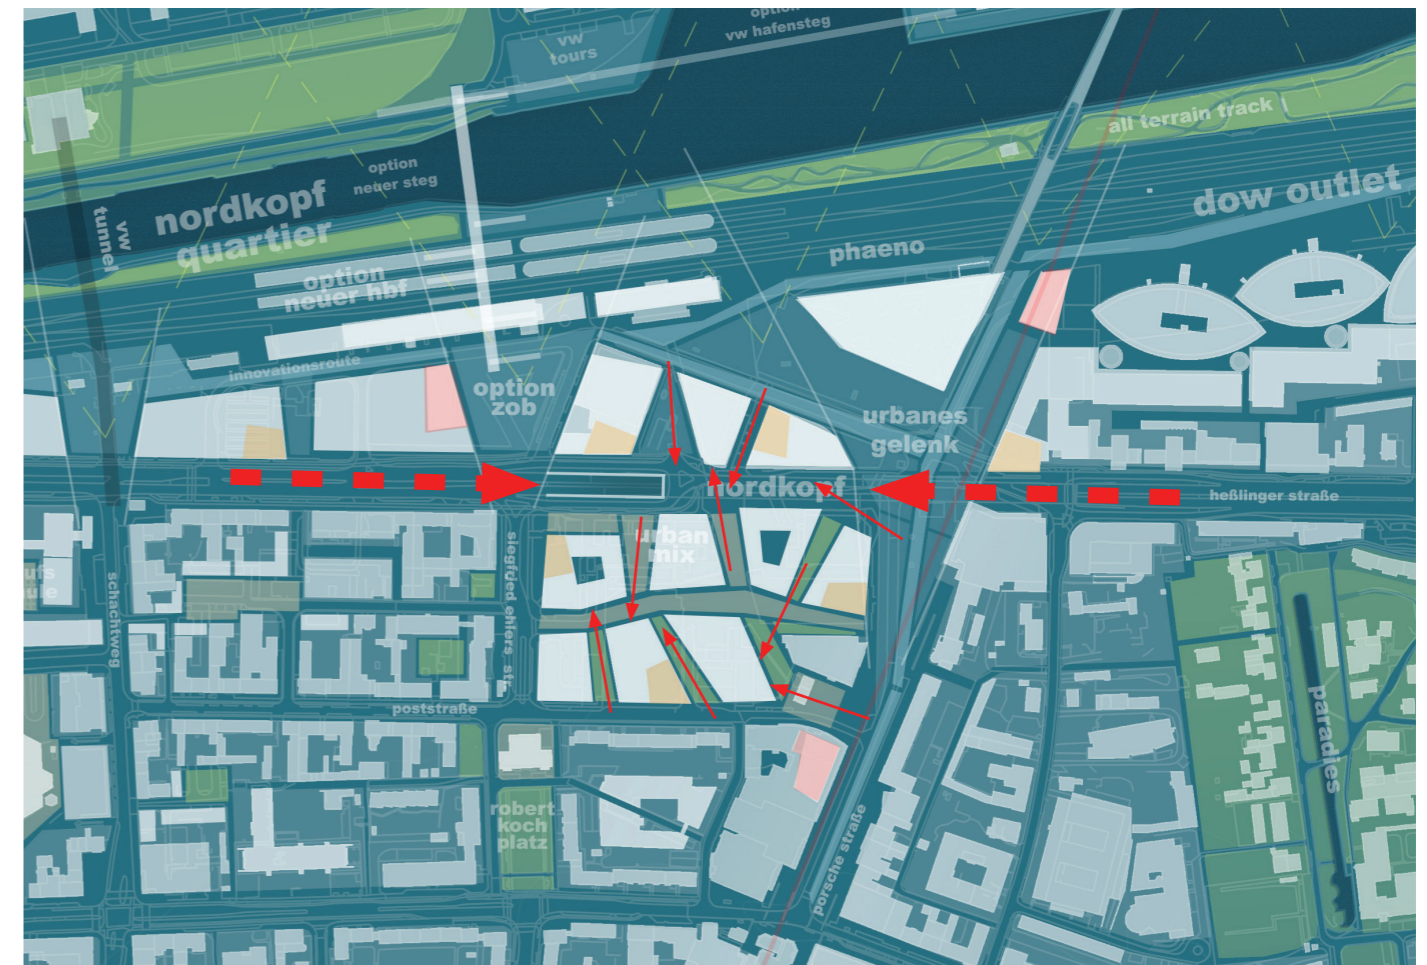 option
vw hafensteg
vw
tours
all terrain track
option
neuer steg
dow outlet
nordkopf
quartier
vw
tunnel
phaeno
option
neuer hbf
innovationsroute
option
zob
urbanes
gelenk
nordkopf
heßlinger straße
urban
mix
siegfried ehlers str.
schachtweg
poststraße
paradies
robert
koch
platz
porsche straße